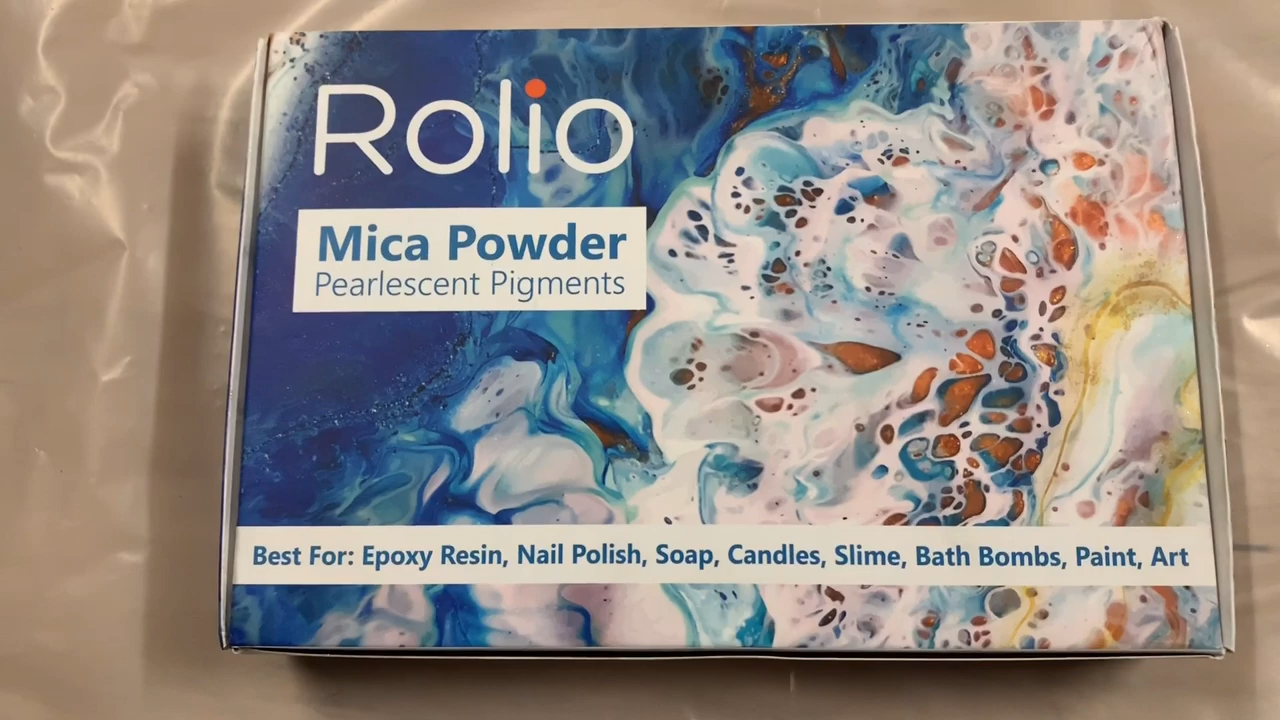 Rolio
Mica Powder
Pearlescent Pigments
Best For: Epoxy Resin, Nail Polish, Soap, Candles, Slime, Bath Bombs, Paint, Art